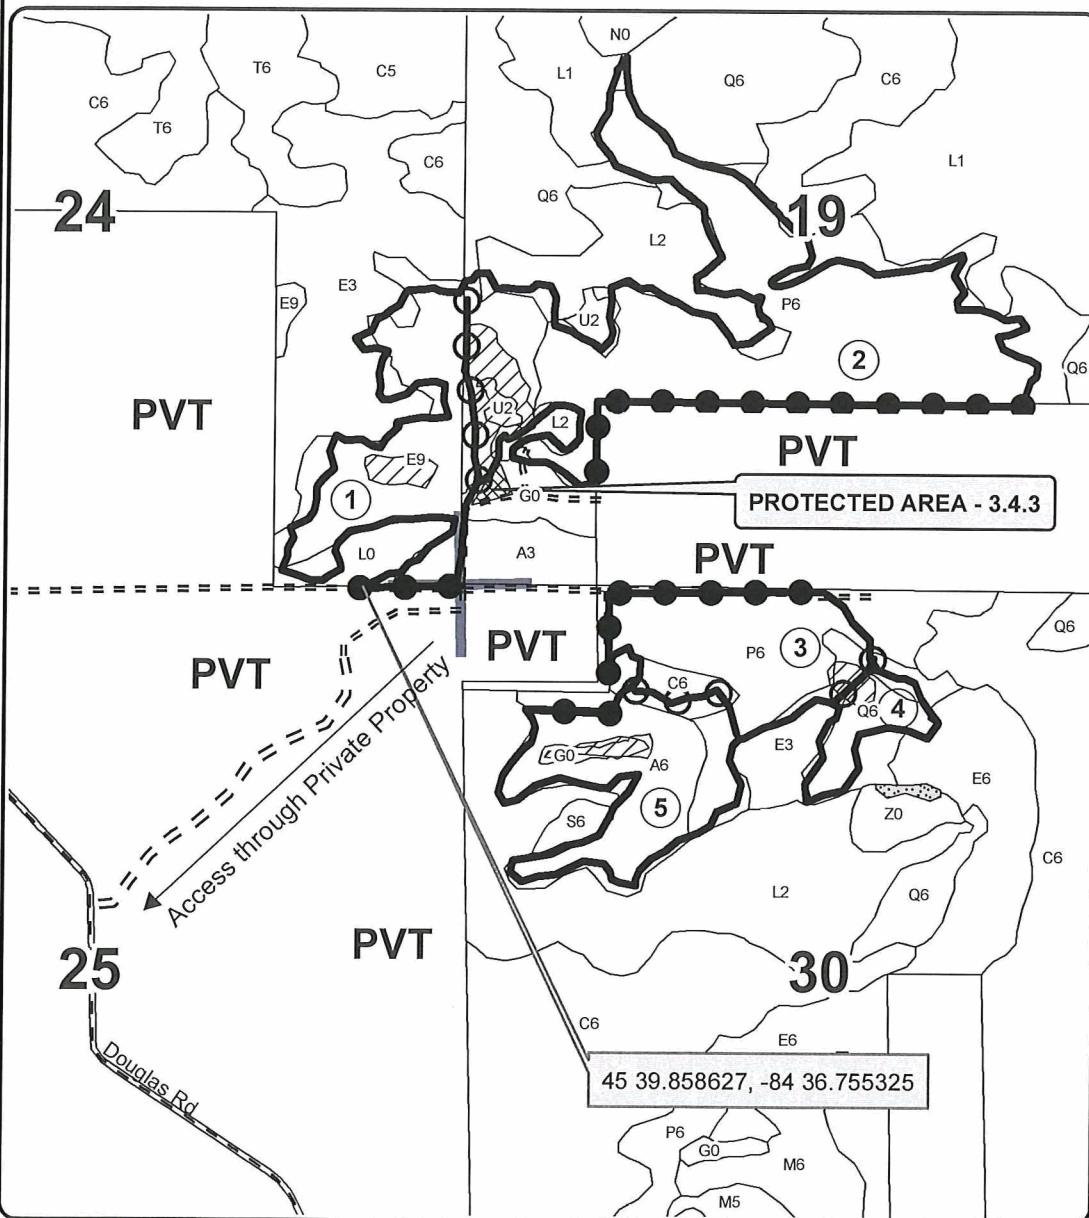 N0
T6
C5
L1
Q6
C6
C6
T6
C6
L1
24
Q6
19
L2
E3
E9
P6
U2
2
Q6
PVT
U2
L2
PVT
E9
1
G0
PROTECTED AREA - 3.4.3
L0
A3
PVT
Q6
PVT
PVT
P6
3
C6
Q6
4
E3
G0
A6
E6
5
Z0
S6
C6
Access through Private Property
L2
Q6
PVT
25
30
C6
E6
Douglas Rd
45 39.858627, -84 36.755325
P6
G0
M6
M5